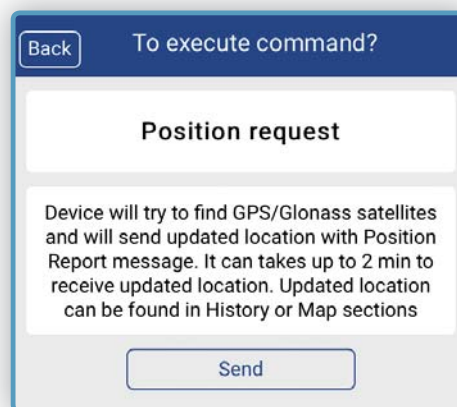 Back
To execute command?
Position request
Device will try to find GPS/Glonass satellites
and will send updated location with Position
Report message. It can takes up to 2 min to
receive updated location. Updated location
can be found in History or Map sections
Send